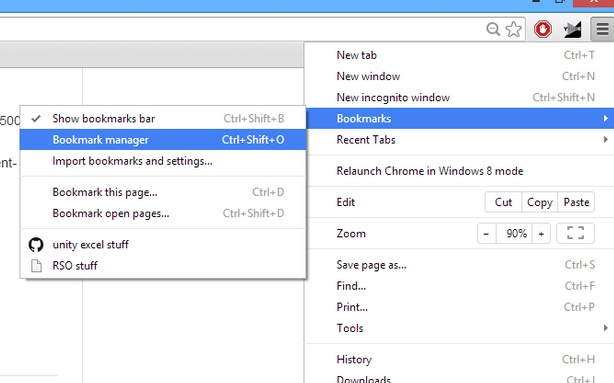 New tab Ctrl+T
New window Ctrl+N
New incognito window Ctrl+Shift+N
Bookmarks
Recent Tabs
Relaunch Chrome in Windows 8 mode
Edit Cut Copy Paste
Zoom − 90% +
Save page as... Ctrl+S
Find... Ctrl+F
Print... Ctrl+P
Tools
History Ctrl+H
Downloads Ctrl+J
500
ent-
Show bookmarks bar Ctrl+Shift+B
Bookmark manager Ctrl+Shift+O
Import bookmarks and settings...
Bookmark this page... Ctrl+D
Bookmark open pages... Ctrl+Shift+D
unity excel stuff
RSO stuff